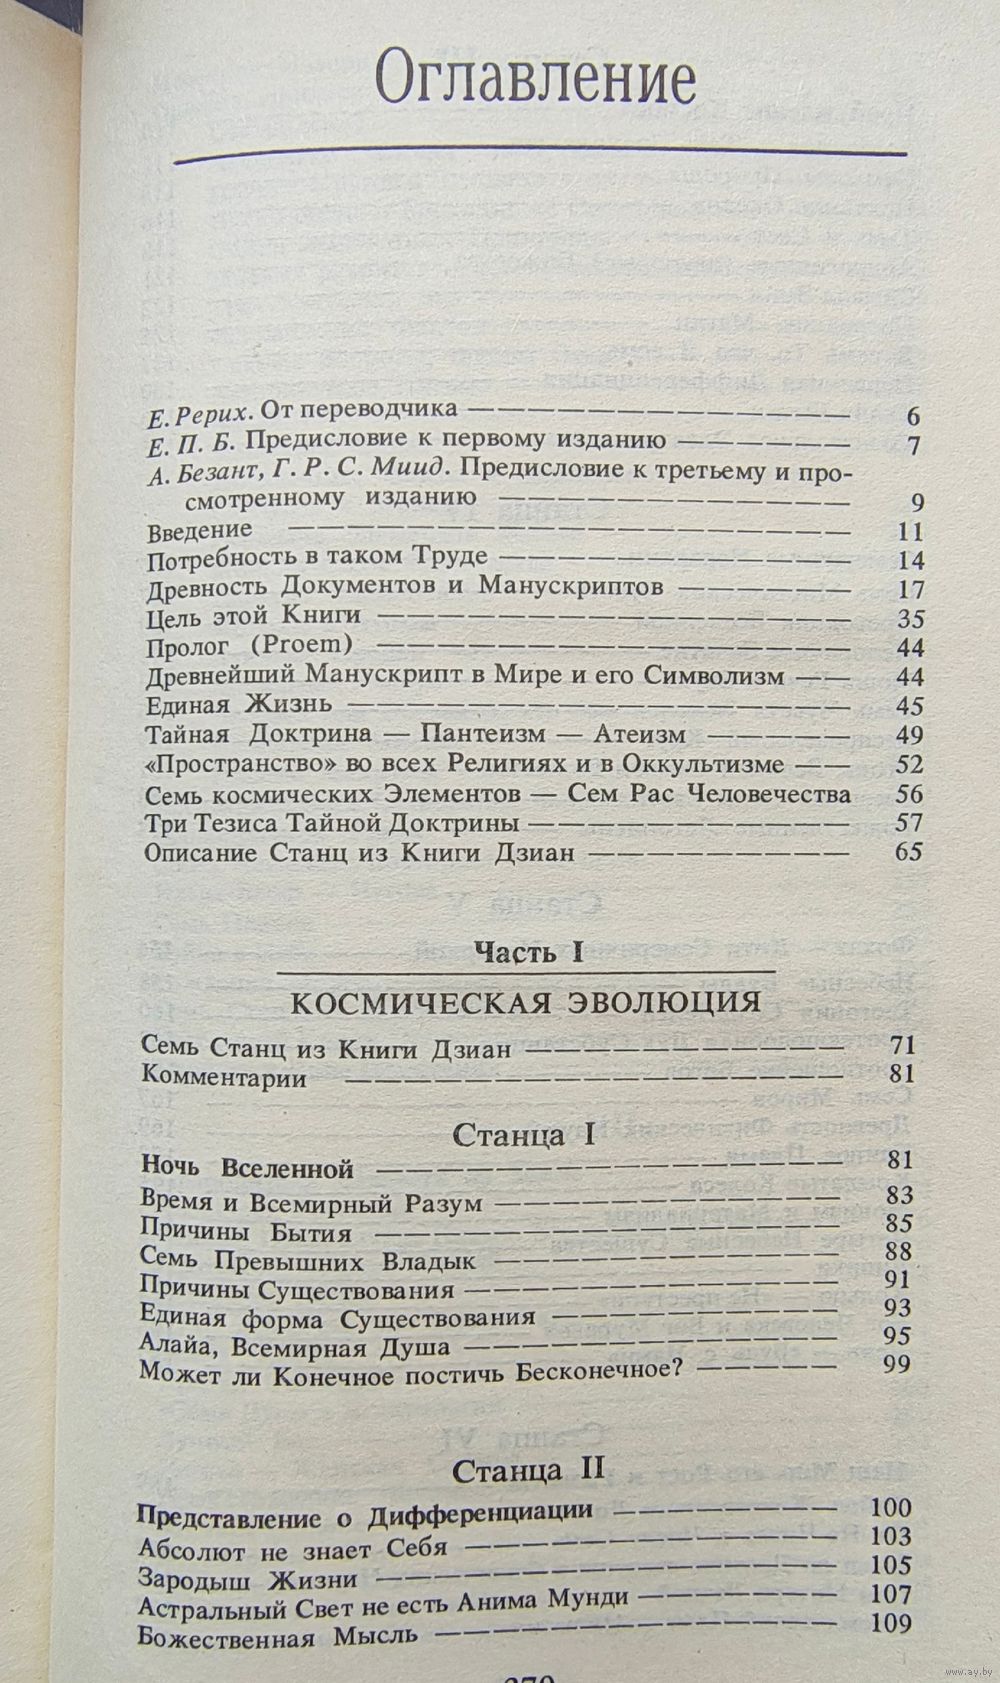 Оглавление
Е. Рерих. От переводчика — 6
Е. П. Б. Предисловие к первому изданию — 7
А. Безант, Г. Р. С. Миид. Предисловие к третьему и про-
смотренному изданию — 9
Введение — 11
Потребность в таком Труде — 14
Древность Документов и Манускриптов — 17
Цель этой Книги — 35
Пролог (Proem) — 44
Древнейший Манускрипт в Мире и его Символизм — 44
Единая Жизнь — 45
Тайная Доктрина — Пантеизм — Атеизм — 49
«Пространство» во всех Религиях и в Оккультизме — 52
Семь космических Элементов — Сем Рас Человечества 56
Три Тезиса Тайной Доктрины — 57
Описание Станц из Книги Дзиан — 65
Часть I
КОСМИЧЕСКАЯ ЭВОЛЮЦИЯ
Семь Станц из Книги Дзиан — 71
Комментарии — 81
Станца I
Ночь Вселенной — 81
Время и Всемирный Разум — 83
Причины Бытия — 85
Семь Превышних Владык — 88
Причины Существования — 91
Единая форма Существования — 93
Алайа, Всемирная Душа — 95
Может ли Конечное постичь Бесконечное? — 99
Станца II
Представление о Дифференциации — 100
Абсолют не знает Себя — 103
Зародыш Жизни — 105
Астральный Свет не есть Анима Мунди — 107
Божественная Мысль — 109
www.ay.by